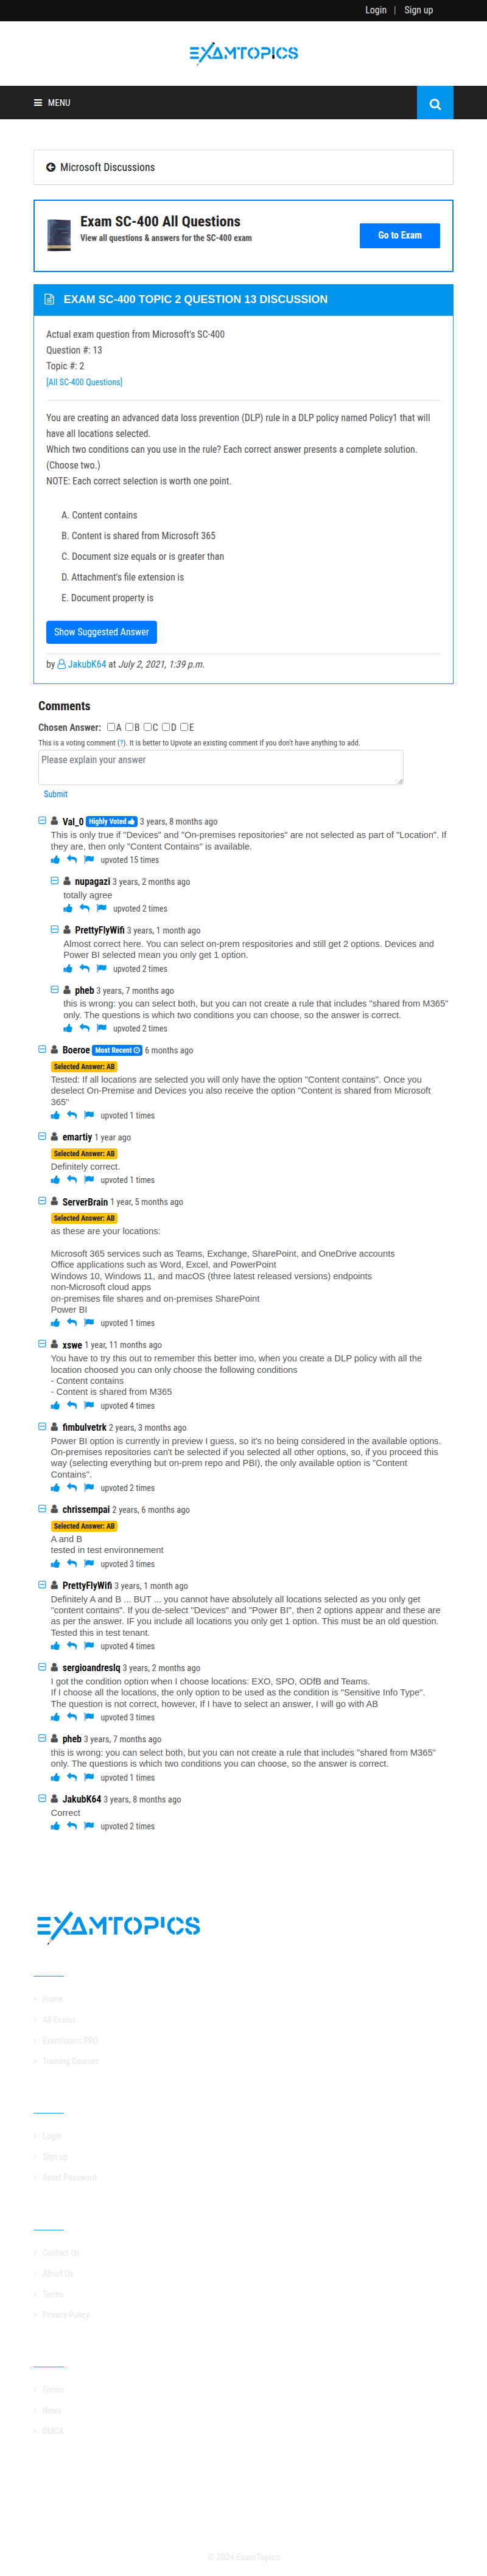 Login | Sign up
EXAMTOPICS
MENU
Microsoft Discussions
Exam SC-400 All Questions
View all questions & answers for the SC-400 exam
Go to Exam
EXAM SC-400 TOPIC 2 QUESTION 13 DISCUSSION
Actual exam question from Microsoft's SC-400
Question #: 13
Topic #: 2
[All SC-400 Questions]
You are creating an advanced data loss prevention (DLP) rule in a DLP policy named Policy1 that will
have all locations selected.
Which two conditions can you use in the rule? Each correct answer presents a complete solution.
(Choose two.)
NOTE: Each correct selection is worth one point.
A. Content contains
B. Content is shared from Microsoft 365
C. Document size equals or is greater than
D. Attachment's file extension is
E. Document property is
Show Suggested Answer
by JakubK64 at July 2, 2021, 1:39 p.m.
Comments
Chosen Answer: A B C D E
This is a voting comment (?). It is better to Upvote an existing comment if you don't have anything to add.
Please explain your answer
Submit
Val_0 Highly Voted 3 years, 8 months ago
This is only true if "Devices" and "On-premises repositories" are not selected as part of "Location". If
they are, then only "Content Contains" is available.
upvoted 15 times
nupagazi 3 years, 2 months ago
totally agree
upvoted 2 times
PrettyFlyWifi 3 years, 1 month ago
Almost correct here. You can select on-prem respositories and still get 2 options. Devices and
Power BI selected mean you only get 1 option.
upvoted 2 times
pheb 3 years, 7 months ago
this is wrong: you can select both, but you can not create a rule that includes "shared from M365"
only. The questions is which two conditions you can choose, so the answer is correct.
upvoted 2 times
Boeroe Most Recent 6 months ago
Selected Answer: AB
Tested: If all locations are selected you will only have the option "Content contains". Once you
deselect On-Premise and Devices you also receive the option "Content is shared from Microsoft
365"
upvoted 1 times
emartiy 1 year ago
Selected Answer: AB
Definitely correct.
upvoted 1 times
ServerBrain 1 year, 5 months ago
Selected Answer: AB
as these are your locations:
Microsoft 365 services such as Teams, Exchange, SharePoint, and OneDrive accounts
Office applications such as Word, Excel, and PowerPoint
Windows 10, Windows 11, and macOS (three latest released versions) endpoints
non-Microsoft cloud apps
on-premises file shares and on-premises SharePoint
Power BI
upvoted 1 times
xswe 1 year, 11 months ago
You have to try this out to remember this better imo, when you create a DLP policy with all the
location choosed you can only choose the following conditions
- Content contains
- Content is shared from M365
upvoted 4 times
fimbulvetrk 2 years, 3 months ago
Power BI option is currently in preview I guess, so it's no being considered in the available options.
On-premises repositories can't be selected if you selected all other options, so, if you proceed this
way (selecting everything but on-prem repo and PBI), the only available option is "Content
Contains".
upvoted 2 times
chrissempai 2 years, 6 months ago
Selected Answer: AB
A and B
tested in test environnement
upvoted 3 times
PrettyFlyWifi 3 years, 1 month ago
Definitely A and B ... BUT ... you cannot have absolutely all locations selected as you only get
"content contains". If you de-select "Devices" and "Power BI", then 2 options appear and these are
as per the answer. IF you include all locations you only get 1 option. This must be an old question.
Tested this in test tenant.
upvoted 4 times
sergioandreslq 3 years, 2 months ago
I got the condition option when I choose locations: EXO, SPO, ODfB and Teams.
If I choose all the locations, the only option to be used as the condition is "Sensitive Info Type".
The question is not correct, however, If I have to select an answer, I will go with AB
upvoted 3 times
pheb 3 years, 7 months ago
this is wrong: you can select both, but you can not create a rule that includes "shared from M365"
only. The questions is which two conditions you can choose, so the answer is correct.
upvoted 1 times
JakubK64 3 years, 8 months ago
Correct
upvoted 2 times
EXAMTOPICS
Home
All Exams
Examtopics PRO
Training Courses
Login
Sign up
Reset Password
Contact Us
About Us
Terms
Privacy Policy
Forum
News
DMCA
© 2024 ExamTopics